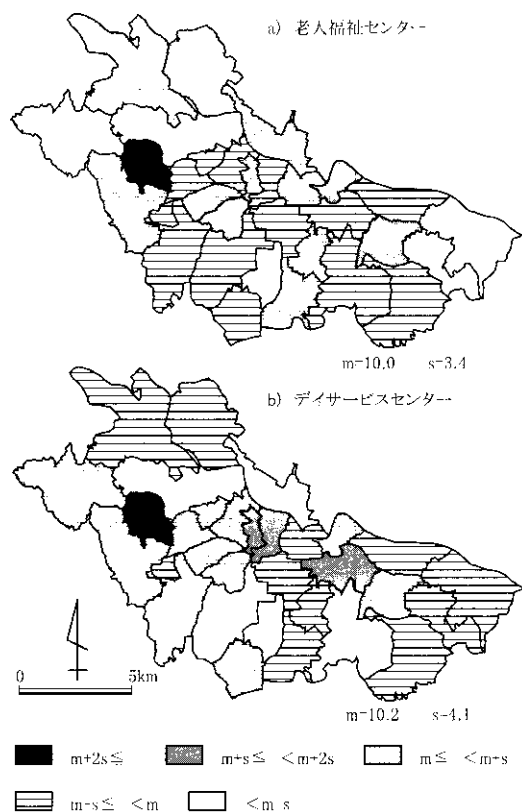 a) 老人福祉センター
m=10.0 s=3.4
b) デイサービスセンター
0 5km
m=10.2 s=4.1
m+2s≦
m+s≦ <m+2s
m≦ <m+s
m-s≦ <m
<m-s